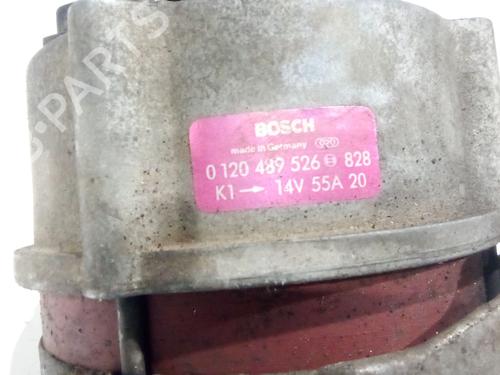 BOSCH
made in Germany
0 120 489 526 828
K1 → 14V 55A 20
B-PARTS